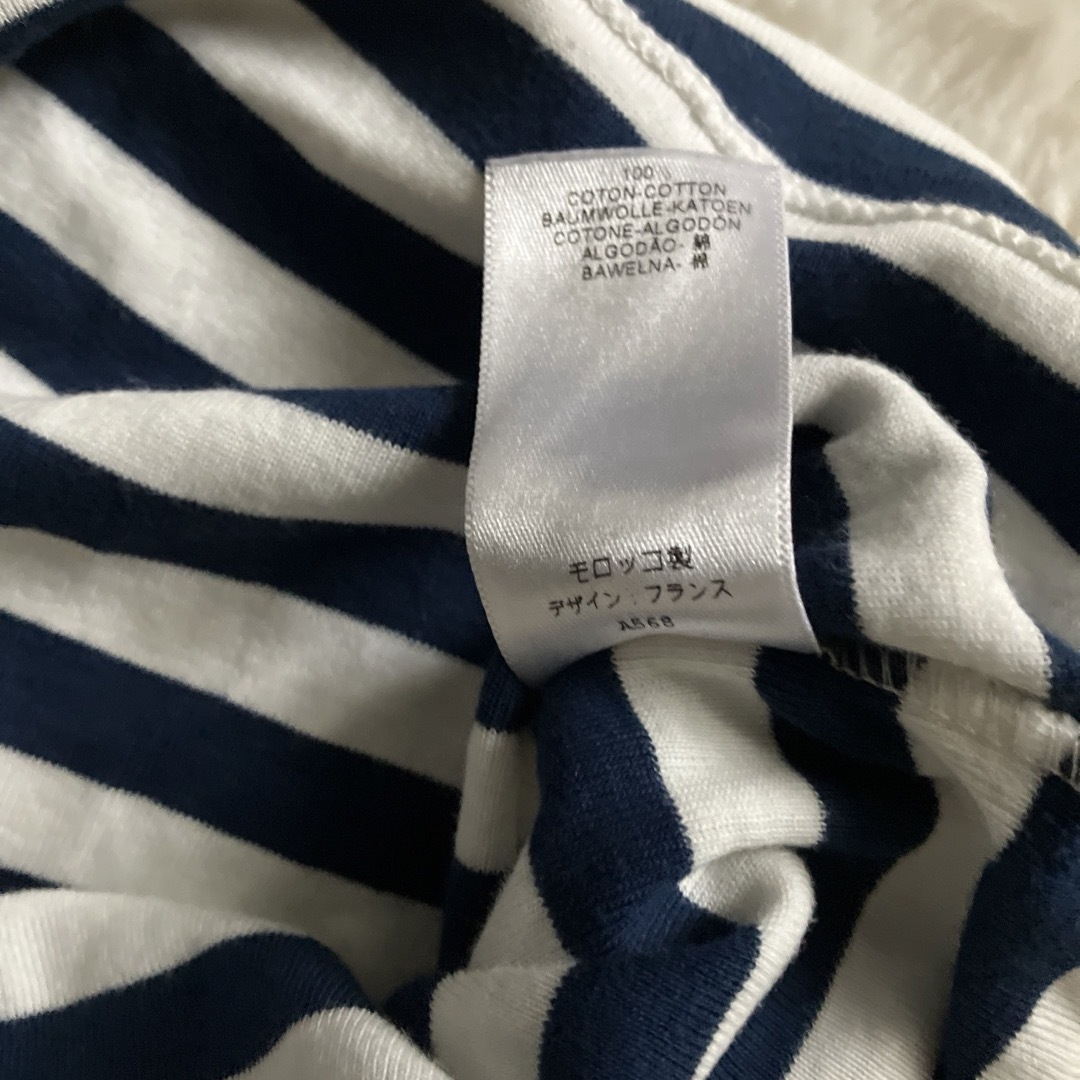 100%
COTON-COTTON
BAUMWOLLE-KATOEN
COTONE-ALGODÓN
ALGODÃO- 綿
BAWELNA- 棉
モロッコ製
デザイン：フランス
A568